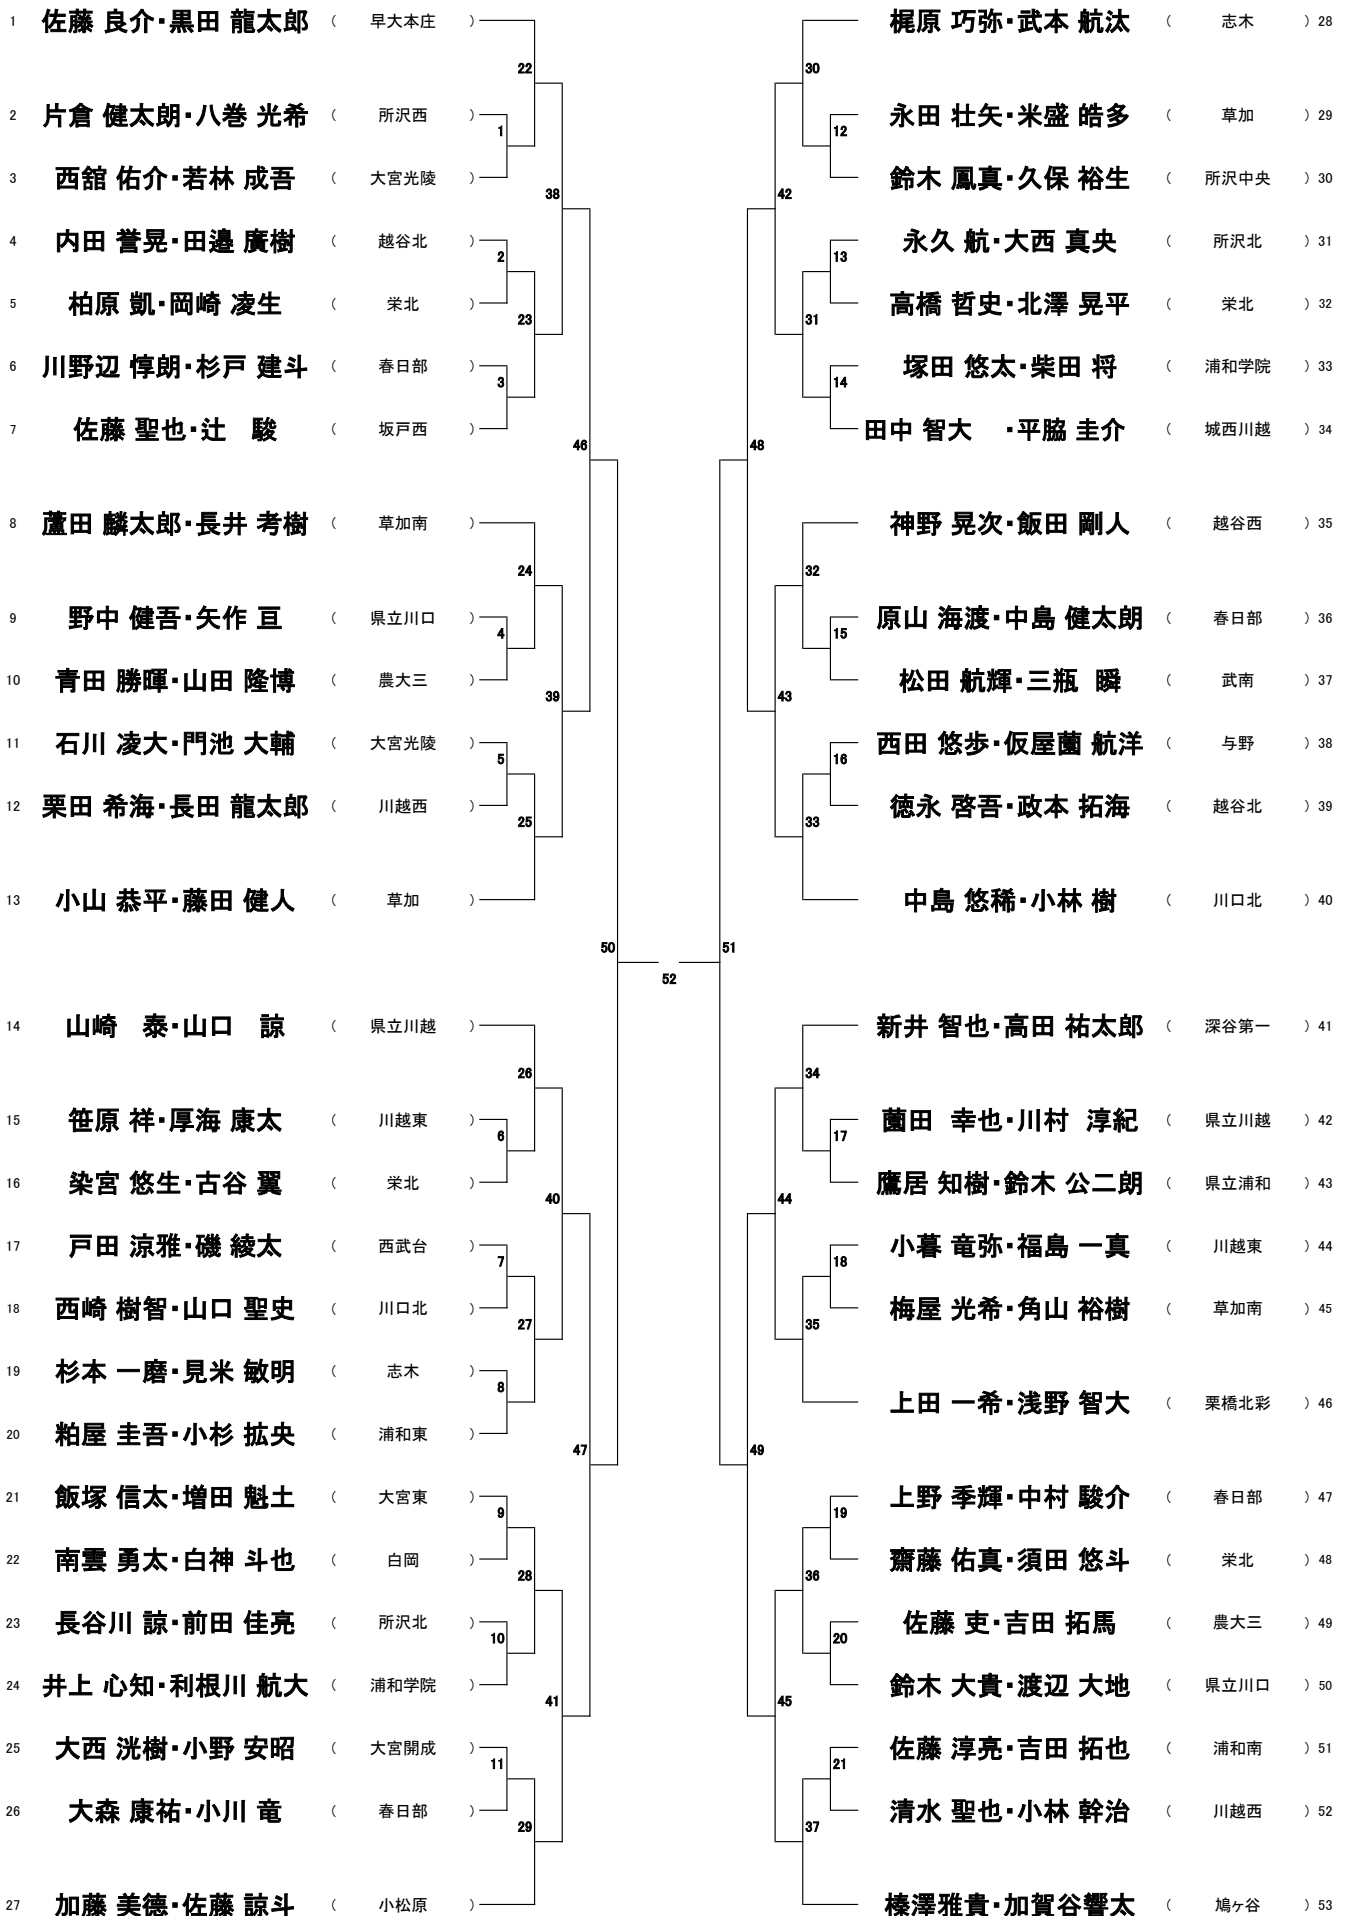 1 佐藤 良介・黒田 龍太郎 （ 早大本庄 ）
22
2 片倉 健太朗・八巻 光希 （ 所沢西 ）
1
3 西舘 佑介・若林 成吾 （ 大宮光陵 ）
38
4 内田 誉晃・田邉 廣樹 （ 越谷北 ）
2
5 柏原 凱・岡崎 凌生 （ 栄北 ）
23
6 川野辺 惇朗・杉戸 建斗 （ 春日部 ）
3
7 佐藤 聖也・辻　駿 （ 坂戸西 ）
46
8 蘆田 麟太郎・長井 考樹 （ 草加南 ）
24
9 野中 健吾・矢作 亘 （ 県立川口 ）
4
10 青田 勝暉・山田 隆博 （ 農大三 ）
39
11 石川 凌大・門池 大輔 （ 大宮光陵 ）
5
12 栗田 希海・長田 龍太郎 （ 川越西 ）
25
13 小山 恭平・藤田 健人 （ 草加 ）
50
14 山崎　泰・山口　諒 （ 県立川越 ）
26
15 笹原 祥・厚海 康太 （ 川越東 ）
6
16 染宮 悠生・古谷 翼 （ 栄北 ）
40
17 戸田 涼雅・磯 綾太 （ 西武台 ）
7
18 西崎 樹智・山口 聖史 （ 川口北 ）
27
19 杉本 一磨・見米 敏明 （ 志木 ）
8
20 粕屋 圭吾・小杉 拡央 （ 浦和東 ）
47
21 飯塚 信太・増田 魁土 （ 大宮東 ）
9
22 南雲 勇太・白神 斗也 （ 白岡 ）
28
23 長谷川 諒・前田 佳亮 （ 所沢北 ）
10
24 井上 心知・利根川 航大 （ 浦和学院 ）
41
25 大西 洸樹・小野 安昭 （ 大宮開成 ）
11
26 大森 康祐・小川 竜 （ 春日部 ）
29
27 加藤 美徳・佐藤 諒斗 （ 小松原 ）
52
梶原 巧弥・武本 航汰 （ 志木 ） 28
30
永田 壮矢・米盛 皓多 （ 草加 ） 29
12
鈴木 鳳真・久保 裕生 （ 所沢中央 ） 30
42
永久 航・大西 真央 （ 所沢北 ） 31
13
高橋 哲史・北澤 晃平 （ 栄北 ） 32
31
塚田 悠太・柴田 将 （ 浦和学院 ） 33
14
田中 智大　・平脇 圭介 （ 城西川越 ） 34
48
神野 晃次・飯田 剛人 （ 越谷西 ） 35
32
原山 海渡・中島 健太朗 （ 春日部 ） 36
15
松田 航輝・三瓶 瞬 （ 武南 ） 37
43
西田 悠歩・仮屋薗 航洋 （ 与野 ） 38
16
徳永 啓吾・政本 拓海 （ 越谷北 ） 39
33
中島 悠稀・小林 樹 （ 川口北 ） 40
51
新井 智也・高田 祐太郎 （ 深谷第一 ） 41
34
薗田 幸也・川村 淳紀 （ 県立川越 ） 42
17
鷹居 知樹・鈴木 公二朗 （ 県立浦和 ） 43
44
小暮 竜弥・福島 一真 （ 川越東 ） 44
18
梅屋 光希・角山 裕樹 （ 草加南 ） 45
35
上田 一希・浅野 智大 （ 栗橋北彩 ） 46
49
上野 季輝・中村 駿介 （ 春日部 ） 47
19
齋藤 佑真・須田 悠斗 （ 栄北 ） 48
36
佐藤 吏・吉田 拓馬 （ 農大三 ） 49
20
鈴木 大貴・渡辺 大地 （ 県立川口 ） 50
45
佐藤 淳亮・吉田 拓也 （ 浦和南 ） 51
21
清水 聖也・小林 幹治 （ 川越西 ） 52
37
榛澤雅貴・加賀谷響太 （ 鳩ヶ谷 ） 53